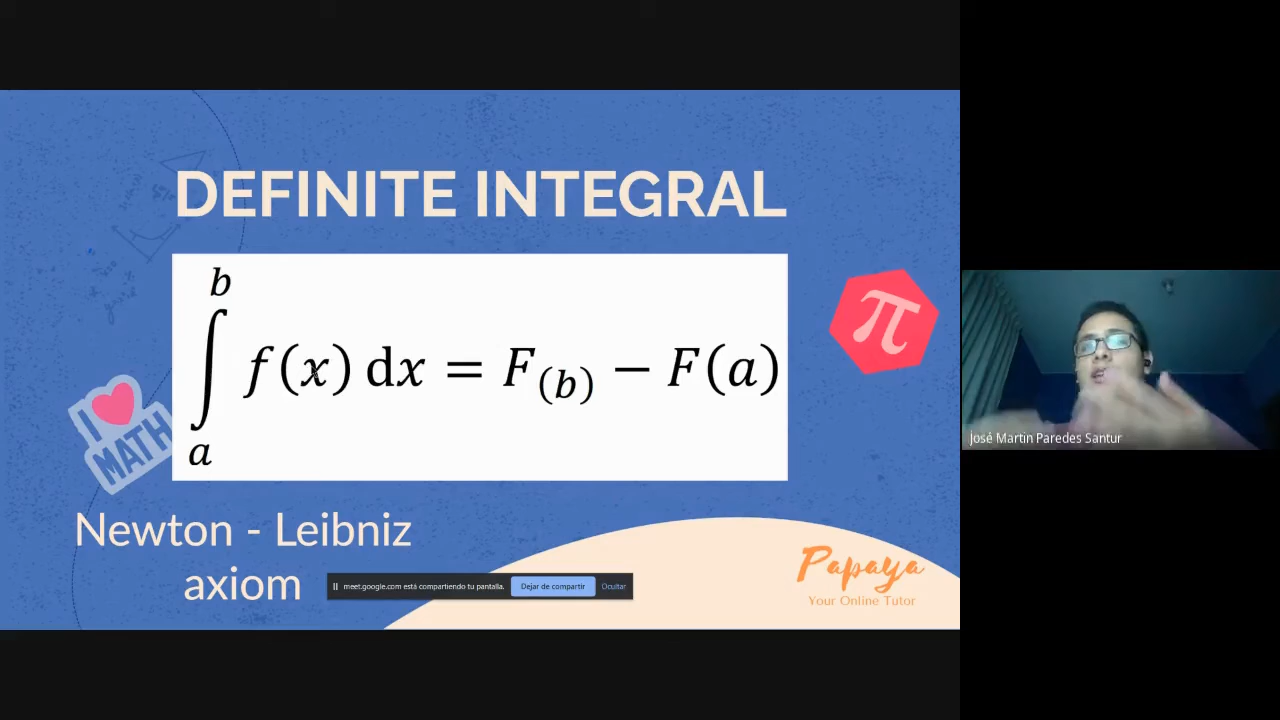 DEFINITE INTEGRAL
b
∫ f(x) dx = F(b) − F(a)
a
π
I
MATH
Newton - Leibniz
axiom
meet.google.com está compartiendo tu pantalla. Dejar de compartir Ocultar
Papaya
Your Online Tutor
José Martin Paredes Santur